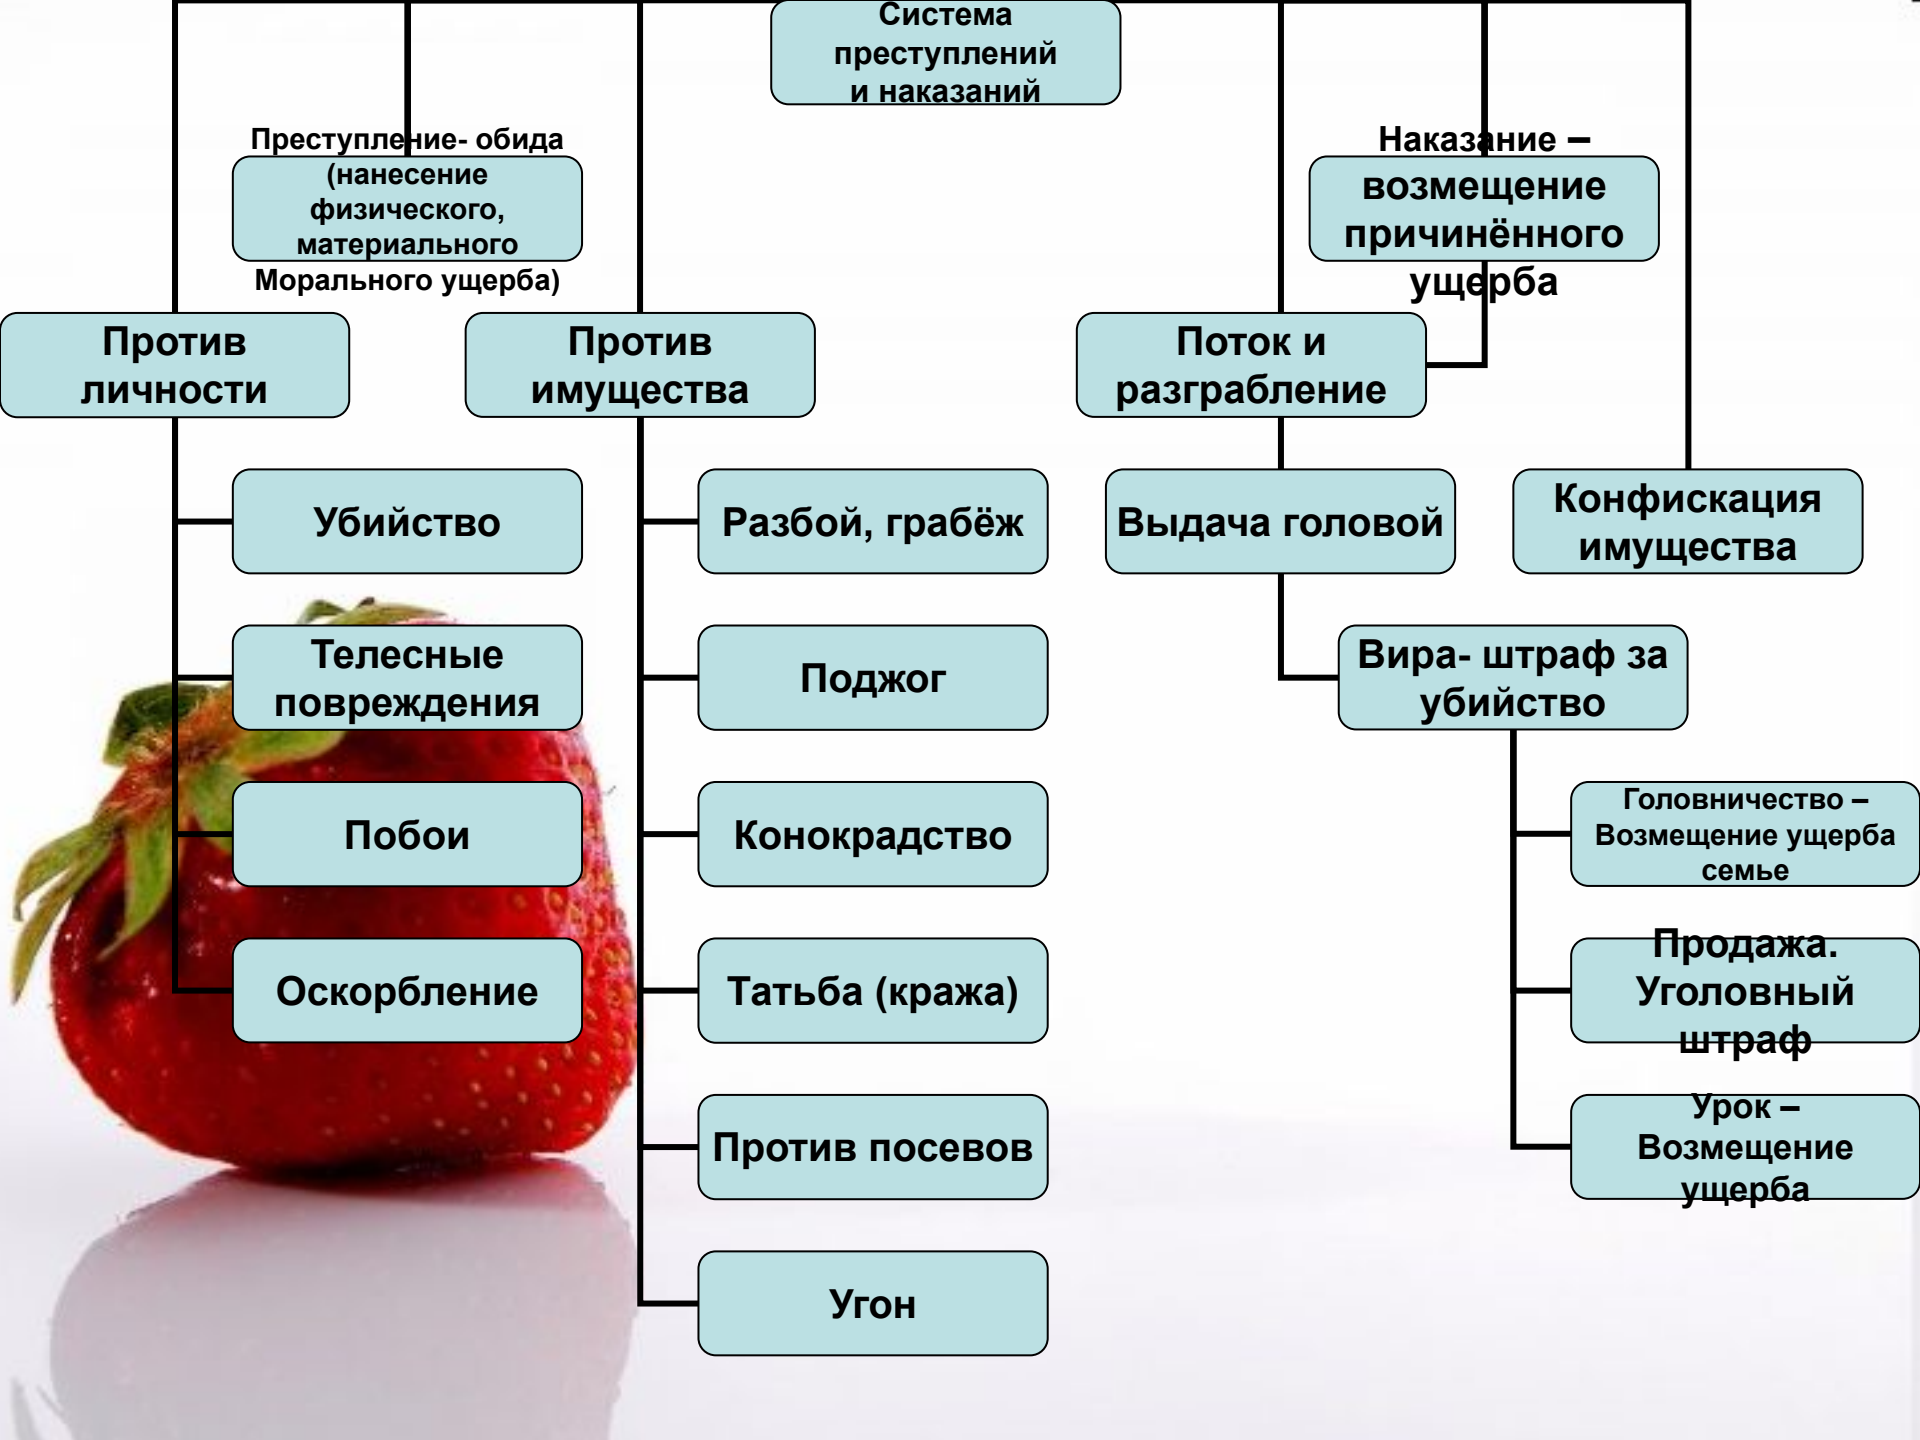 Система
преступлений
и наказаний
Преступление- обида
(нанесение
физического,
материального
Морального ущерба)
Наказание –
возмещение
причинённого
ущерба
Против
личности
Против
имущества
Поток и
разграбление
Убийство
Разбой, грабёж
Выдача головой
Конфискация
имущества
Телесные
повреждения
Поджог
Вира- штраф за
убийство
Побои
Конокрадство
Головничество –
Возмещение ущерба
семье
Оскорбление
Татьба (кража)
Продажа.
Уголовный
штраф
Против посевов
Урок –
Возмещение
ущерба
Угон